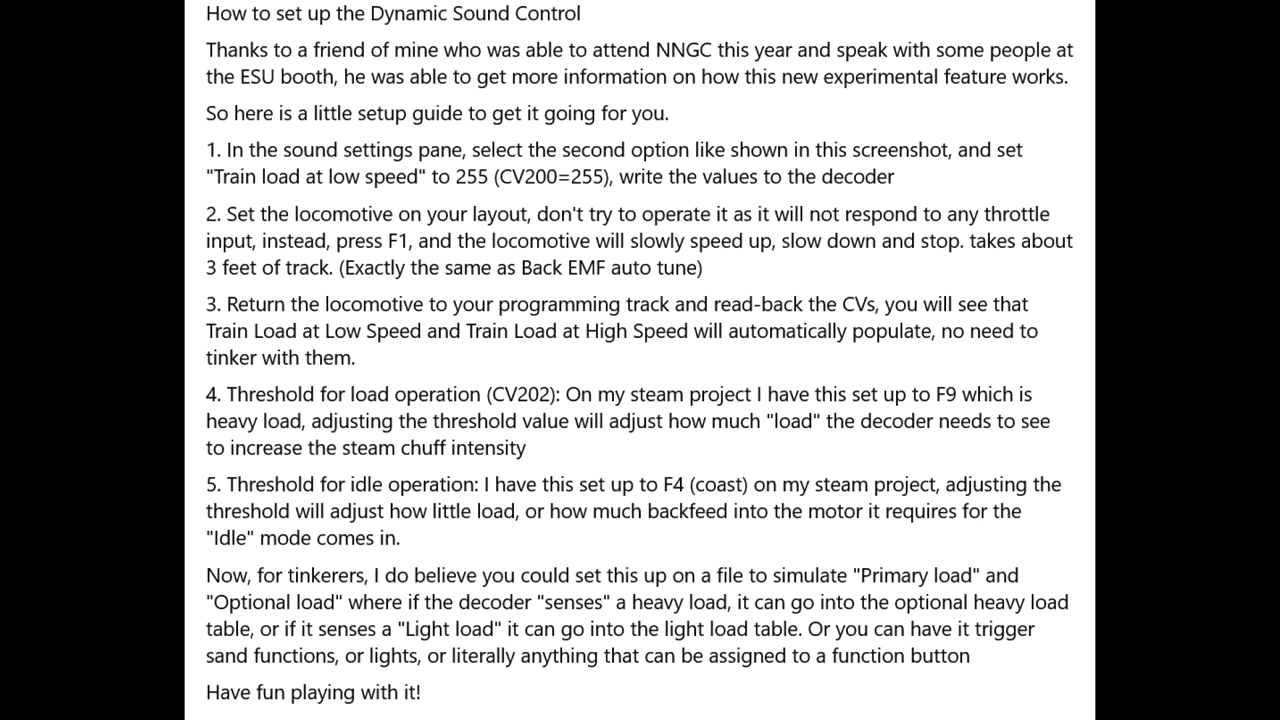 How to set up the Dynamic Sound Control
Thanks to a friend of mine who was able to attend NNGC this year and speak with some people at
the ESU booth, he was able to get more information on how this new experimental feature works.
So here is a little setup guide to get it going for you.
1. In the sound settings pane, select the second option like shown in this screenshot, and set
"Train load at low speed" to 255 (CV200=255), write the values to the decoder
2. Set the locomotive on your layout, don't try to operate it as it will not respond to any throttle
input, instead, press F1, and the locomotive will slowly speed up, slow down and stop. takes about
3 feet of track. (Exactly the same as Back EMF auto tune)
3. Return the locomotive to your programming track and read-back the CVs, you will see that
Train Load at Low Speed and Train Load at High Speed will automatically populate, no need to
tinker with them.
4. Threshold for load operation (CV202): On my steam project I have this set up to F9 which is
heavy load, adjusting the threshold value will adjust how much "load" the decoder needs to see
to increase the steam chuff intensity
5. Threshold for idle operation: I have this set up to F4 (coast) on my steam project, adjusting the
threshold will adjust how little load, or how much backfeed into the motor it requires for the
"Idle" mode comes in.
Now, for tinkerers, I do believe you could set this up on a file to simulate "Primary load" and
"Optional load" where if the decoder "senses" a heavy load, it can go into the optional heavy load
table, or if it senses a "Light load" it can go into the light load table. Or you can have it trigger
sand functions, or lights, or literally anything that can be assigned to a function button
Have fun playing with it!